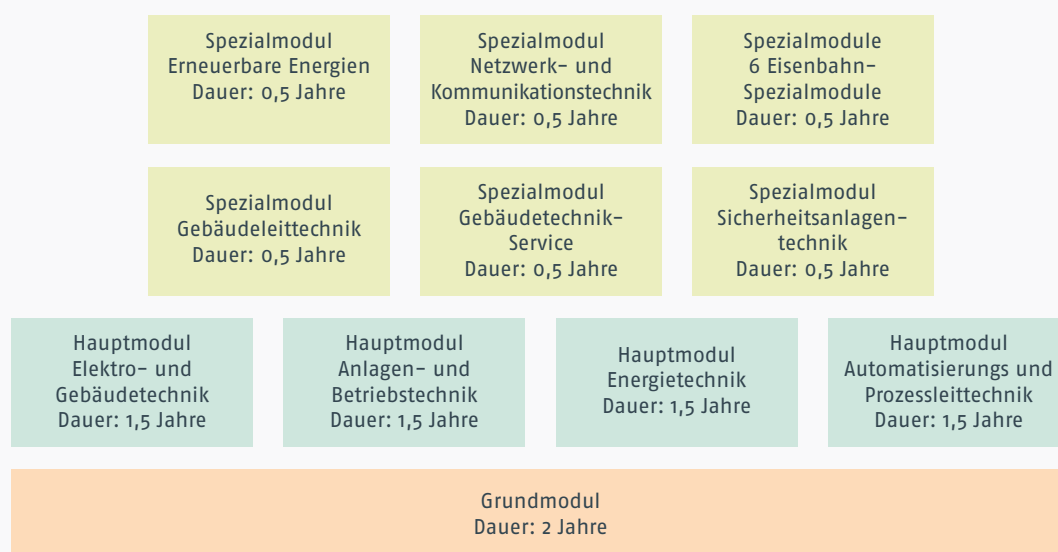 Spezialmodul
Erneuerbare Energien
Dauer: 0,5 Jahre
Spezialmodul
Netzwerk- und
Kommunikationstechnik
Dauer: 0,5 Jahre
Spezialmodule
6 Eisenbahn-
Spezialmodule
Dauer: 0,5 Jahre
Spezialmodul
Gebäudeleittechnik
Dauer: 0,5 Jahre
Spezialmodul
Gebäudetechnik-
Service
Dauer: 0,5 Jahre
Spezialmodul
Sicherheitsanlagen-
technik
Dauer: 0,5 Jahre
Hauptmodul
Elektro- und
Gebäudetechnik
Dauer: 1,5 Jahre
Hauptmodul
Anlagen- und
Betriebstechnik
Dauer: 1,5 Jahre
Hauptmodul
Energietechnik
Dauer: 1,5 Jahre
Hauptmodul
Automatisierungs und
Prozessleittechnik
Dauer: 1,5 Jahre
Grundmodul
Dauer: 2 Jahre